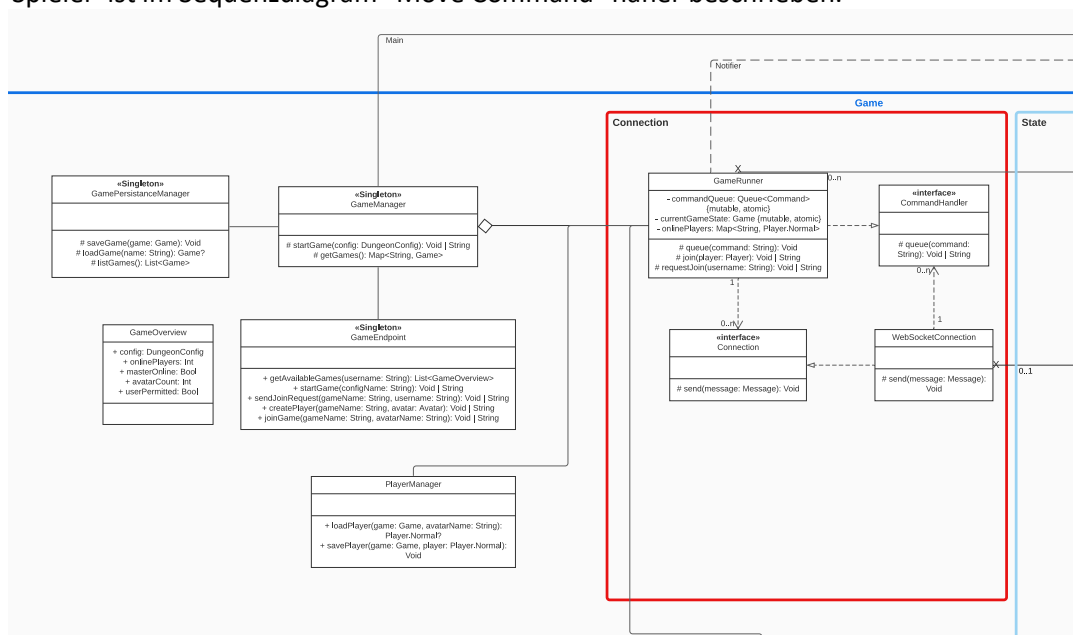 Spieler" ist im Sequenzdiagram "Move Command" näher beschrieben.
Main
Notifier
Game
Connection
State
«Singleton»
GamePersistanceManager
# saveGame(game: Game): Void
# loadGame(name: String): Game?
# listGames(): List<Game>
«Singleton»
GameManager
# startGame(config: DungeonConfig): Void | String
# getGames(): Map<String, Game>
X
0..n
GameRunner
- commandQueue: Queue<Command>
{mutable, atomic}
- currentGameState: Game {mutable, atomic}
- onlinePlayers: Map<String, Player.Normal>
# queue(command: String): Void
# join(player: Player): Void | String
# requestJoin(username: String): Void | String
1
0..n
«interface»
CommandHandler
# queue(command:
String): Void | String
0..n
1
GameOverview
+ config: DungeonConfig
+ onlinePlayers: Int
+ masterOnline: Bool
+ avatarCount: Int
+ userPermitted: Bool
«Singleton»
GameEndpoint
+ getAvailableGames(username: String): List<GameOverview>
+ startGame(configName: String): Void | String
+ sendJoinRequest(gameName: String, username: String): Void | String
+ createPlayer(gameName: String, avatar: Avatar): Void | String
+ joinGame(gameName: String, avatarName: String): Void | String
«interface»
Connection
# send(message: Message): Void
WebSocketConnection
# send(message: Message):
Void
X
0..1
PlayerManager
+ loadPlayer(game: Game, avatarName: String):
Player.Normal?
+ savePlayer(game: Game, player: Player.Normal):
Void